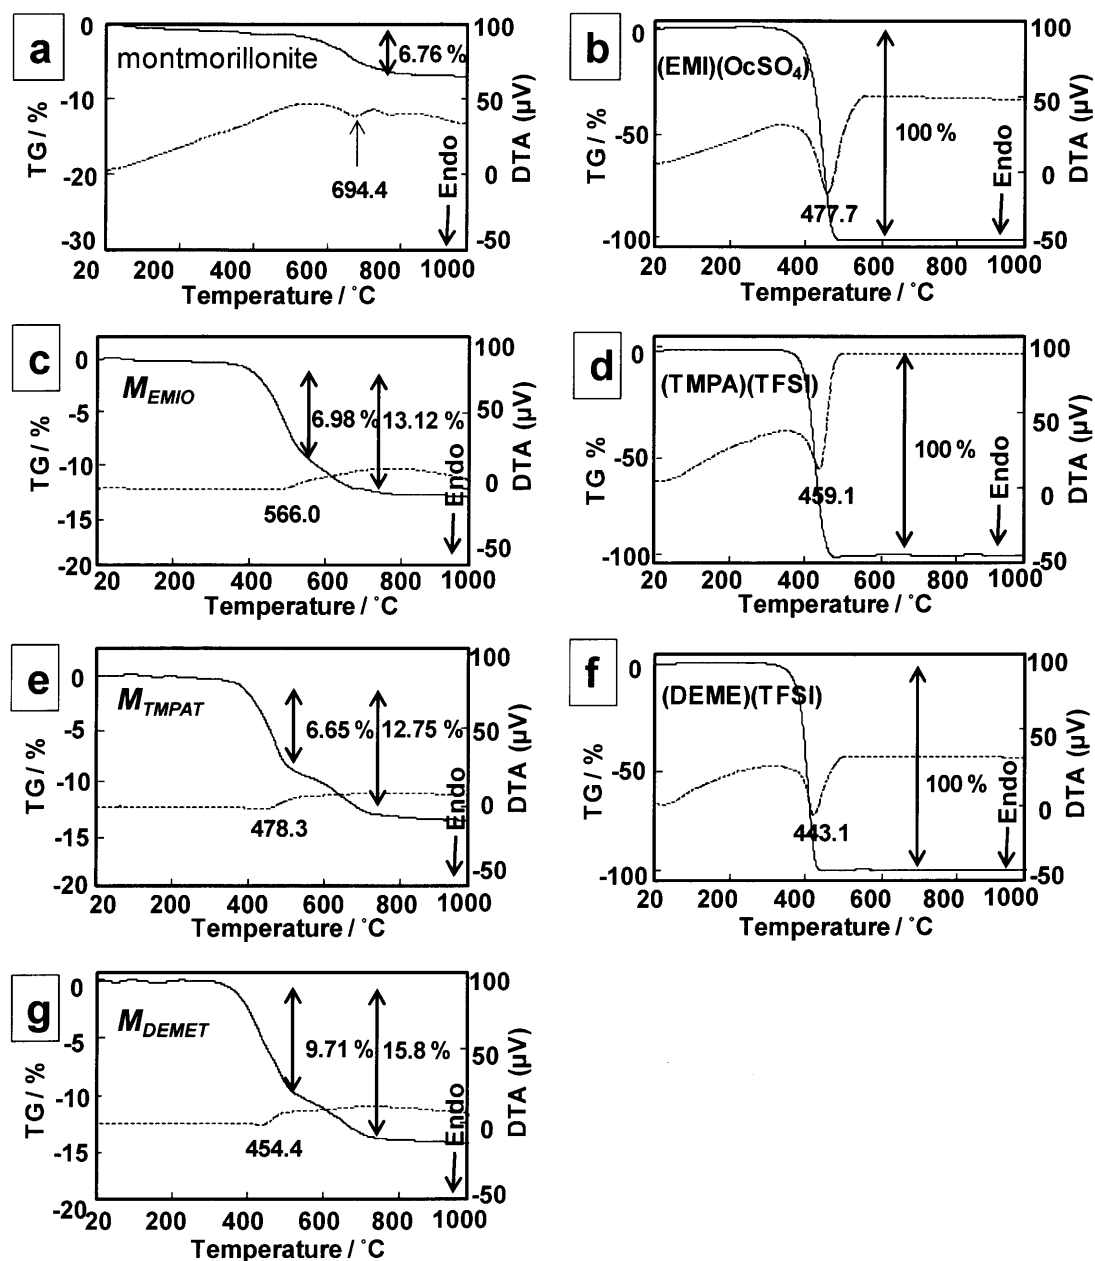 a
montmorillonite
6.76 %
694.4
Endo
TG / %
0
-10
-20
-30
DTA (µV)
100
50
0
-50
20 200 400 600 800 1000
Temperature / °C
b
(EMI)(OcSO4)
100 %
477.7
Endo
TG / %
0
-50
-100
DTA (µV)
100
50
0
-50
20 200 400 600 800 1000
Temperature / °C
c
MEMIO
6.98 % 13.12 %
566.0
Endo
TG / %
0
-5
-10
-15
-20
DTA (µV)
100
50
0
-50
20 200 400 600 800 1000
Temperature / °C
d
(TMPA)(TFSI)
100 %
459.1
Endo
TG %
0
-50
-100
DTA (µV)
100
50
0
-50
20 200 400 600 800 1000
Temperature / °C
e
MTMPAT
6.65 % 12.75 %
478.3
Endo
TG / %
0
-5
-10
-15
-20
DTA (µV)
100
50
0
-50
20 200 400 600 800 1000
Temperature / °C
f
(DEME)(TFSI)
100 %
443.1
Endo
TG / %
0
-50
-100
DTA (µV)
100
50
0
-50
20 200 400 600 800 1000
Temperature / °C
g
MDEMET
9.71 % 15.8 %
454.4
Endo
TG / %
0
-5
-10
-15
-20
DTA (µV)
100
50
0
-50
20 200 400 600 800 1000
Temperature / °C